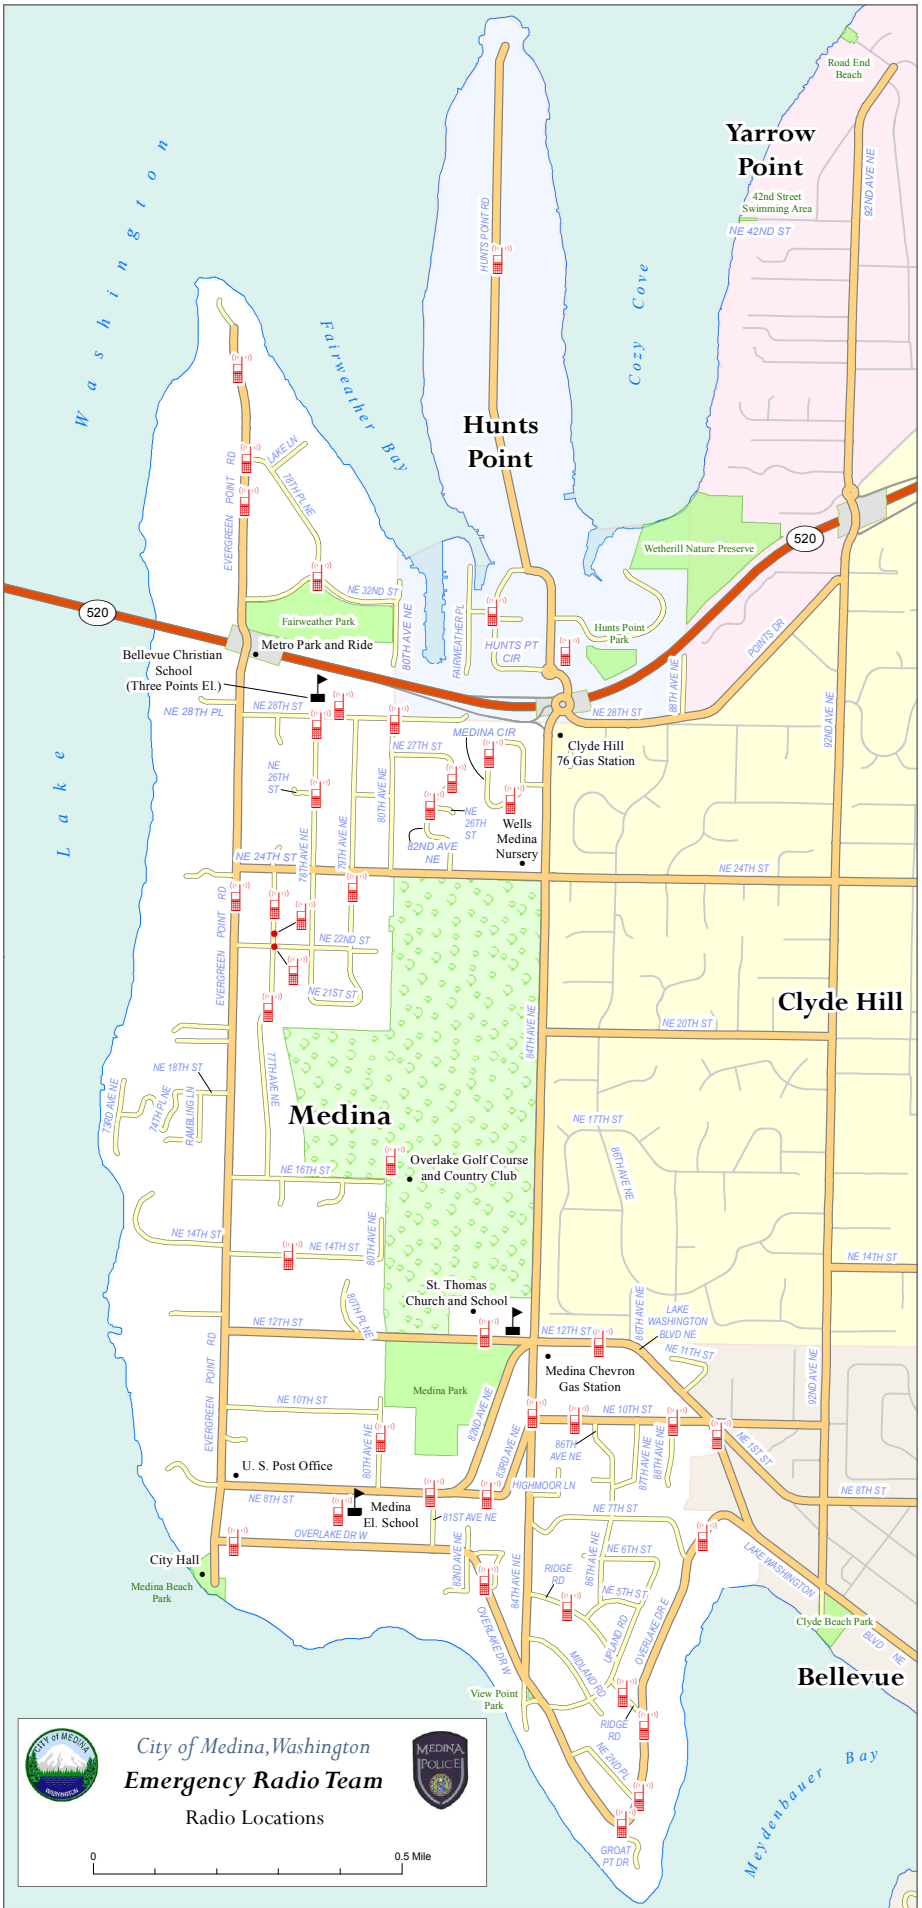 Road End
Beach
Yarrow
Point
42nd Street
Swimming Area
NE 42ND ST
92ND AVE NE
HUNTS POINT RD
Washington
Fairweather Bay
Cozy Cove
Hunts
Point
LAKE LN
78TH PL NE
EVERGREEN POINT RD
520
Wetherill Nature Preserve
NE 32ND ST
520
Fairweather Park
80TH AVE NE
FAIRWEATHER PL
HUNTS PT
CIR
Hunts Point
Park
POINTS DR
88TH AVE NE
Metro Park and Ride
Bellevue Christian
School
(Three Points El.)
NE 28TH PL
NE 28TH ST
NE 28TH ST
92ND AVE NE
MEDINA CIR
Clyde Hill
76 Gas Station
NE 27TH ST
NE
26TH
ST
80TH AVE NE
NE
26TH
ST
82ND AVE
NE
Wells
Medina
Nursery
79TH AVE NE
78TH AVE NE
Lake
NE 24TH ST
NE 24TH ST
EVERGREEN POINT RD
NE 22ND ST
NE 21ST ST
84TH AVE NE
Clyde Hill
NE 20TH ST
NE 18TH ST
73RD AVE NE
74TH PL NE
RAMBLING LN
77TH AVE NE
Medina
NE 17TH ST
86TH AVE NE
NE 16TH ST
Overlake Golf Course
and Country Club
NE 14TH ST
NE 14TH ST
80TH AVE NE
NE 14TH ST
St. Thomas
Church and School
80TH PL NE
NE 12TH ST
NE 12TH ST
86TH AVE NE
LAKE
WASHINGTON
BLVD NE
NE 11TH ST
EVERGREEN POINT RD
Medina Chevron
Gas Station
92ND AVE NE
Medina Park
NE 10TH ST
82ND AVE NE
NE 10TH ST
80TH AVE NE
83RD AVE NE
86TH
AVE NE
87TH AVE NE
88TH AVE NE
NE 1ST ST
U. S. Post Office
NE 8TH ST
HIGHMOOR LN
NE 8TH ST
Medina
El. School
81ST AVE NE
NE 7TH ST
OVERLAKE DR W
City Hall
Medina Beach
Park
82ND AVE NE
84TH AVE NE
86TH AVE NE
NE 6TH ST
RIDGE
RD
NE 5TH ST
LAKE WASHINGTON
BLVD NE
UPLAND RD
OVERLAKE DR E
Clyde Beach Park
OVERLAKE DR W
MIDLAND RD
Bellevue
View Point
Park
RIDGE
RD
NE 2ND PL
Meydenbauer Bay
GROAT
PT DR
CITY of MEDINA
WASHINGTON
City of Medina, Washington
Emergency Radio Team
Radio Locations
MEDINA
POLICE
0
0.5 Mile